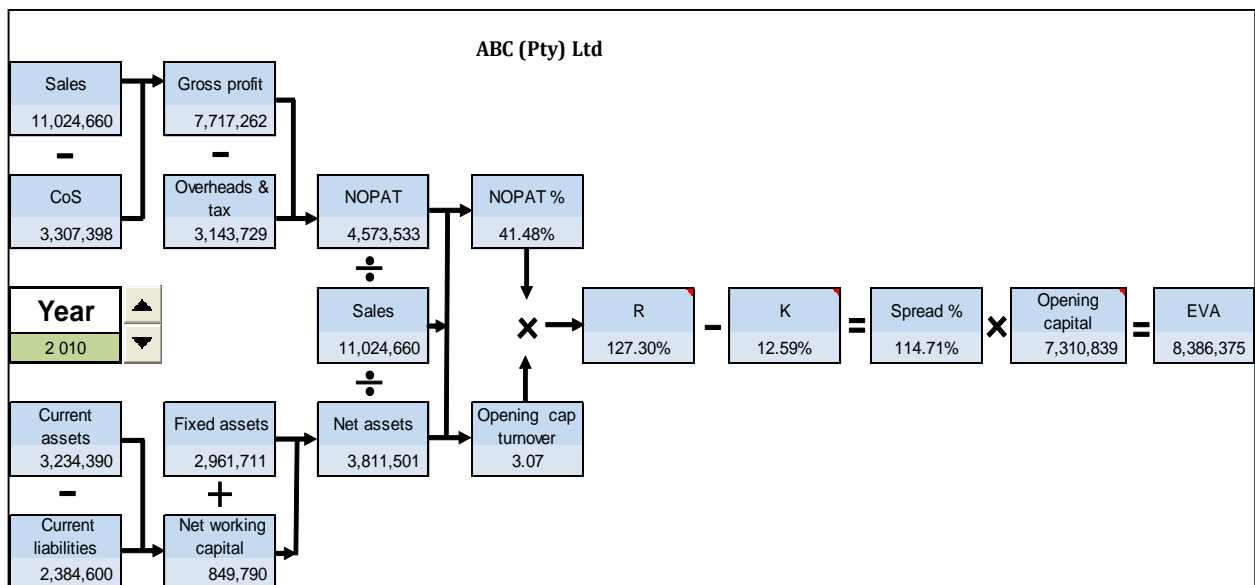 ABC (Pty) Ltd
Sales
11,024,660
-
CoS
3,307,398
Gross profit
7,717,262
-
Overheads &
tax
3,143,729
NOPAT
4,573,533
÷
Sales
11,024,660
÷
Net assets
3,811,501
NOPAT %
41.48%
×
Opening cap
turnover
3.07
Year
2 010
Current
assets
3,234,390
-
Current
liabilities
2,384,600
Fixed assets
2,961,711
+
Net working
capital
849,790
R
127.30%
-
K
12.59%
=
Spread %
114.71%
×
Opening
capital
7,310,839
=
EVA
8,386,375